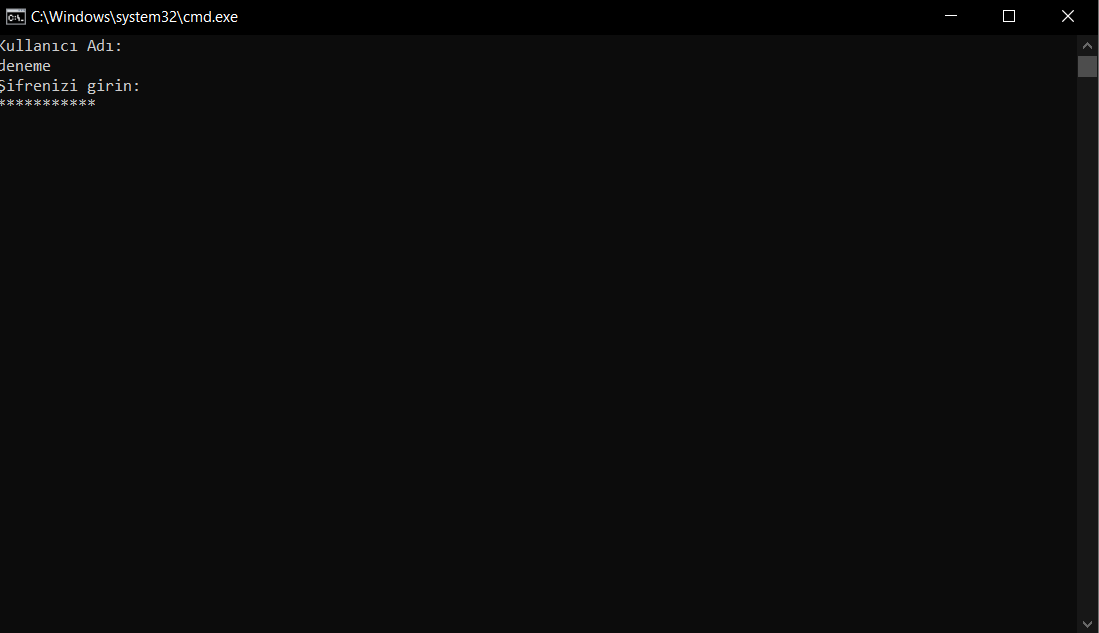 C:\Windows\system32\cmd.exe
Kullanıcı Adı:
deneme
Şifrenizi girin:
***********